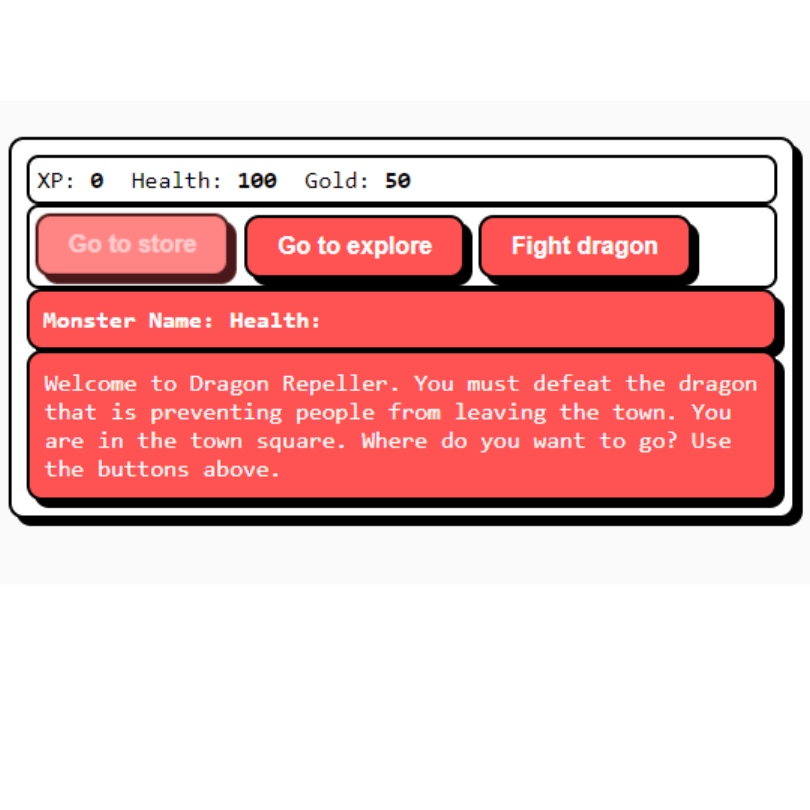 XP: 0 Health: 100 Gold: 50
Go to store Go to explore Fight dragon
Monster Name: Health:
Welcome to Dragon Repeller. You must defeat the dragon
that is preventing people from leaving the town. You
are in the town square. Where do you want to go? Use
the buttons above.